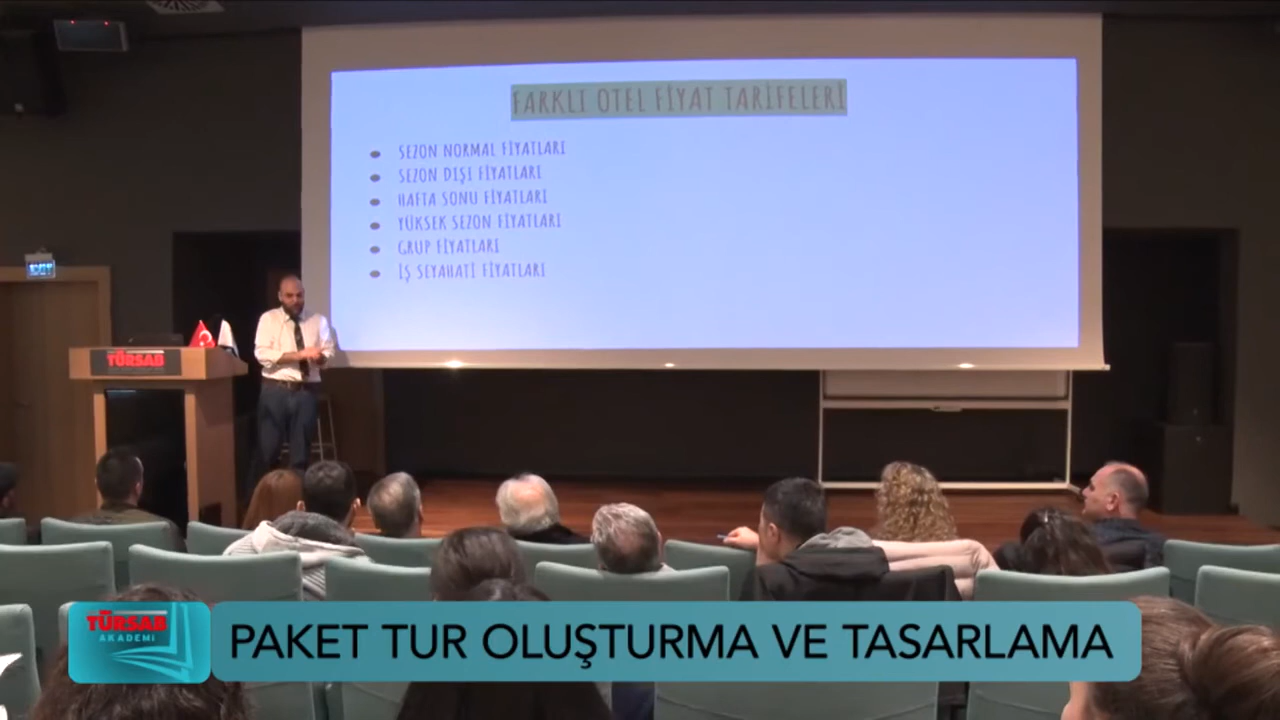 FARKLI OTEL FİYAT TARİFELERİ
SEZON NORMAL FİYATLARI
SEZON DIŞI FİYATLARI
HAFTA SONU FİYATLARI
YÜKSEK SEZON FİYATLARI
GRUP FİYATLARI
İŞ SEYAHATİ FİYATLARI
EXIT
TÜRSAB
TÜRSAB
AKADEMİ
PAKET TUR OLUŞTURMA VE TASARLAMA